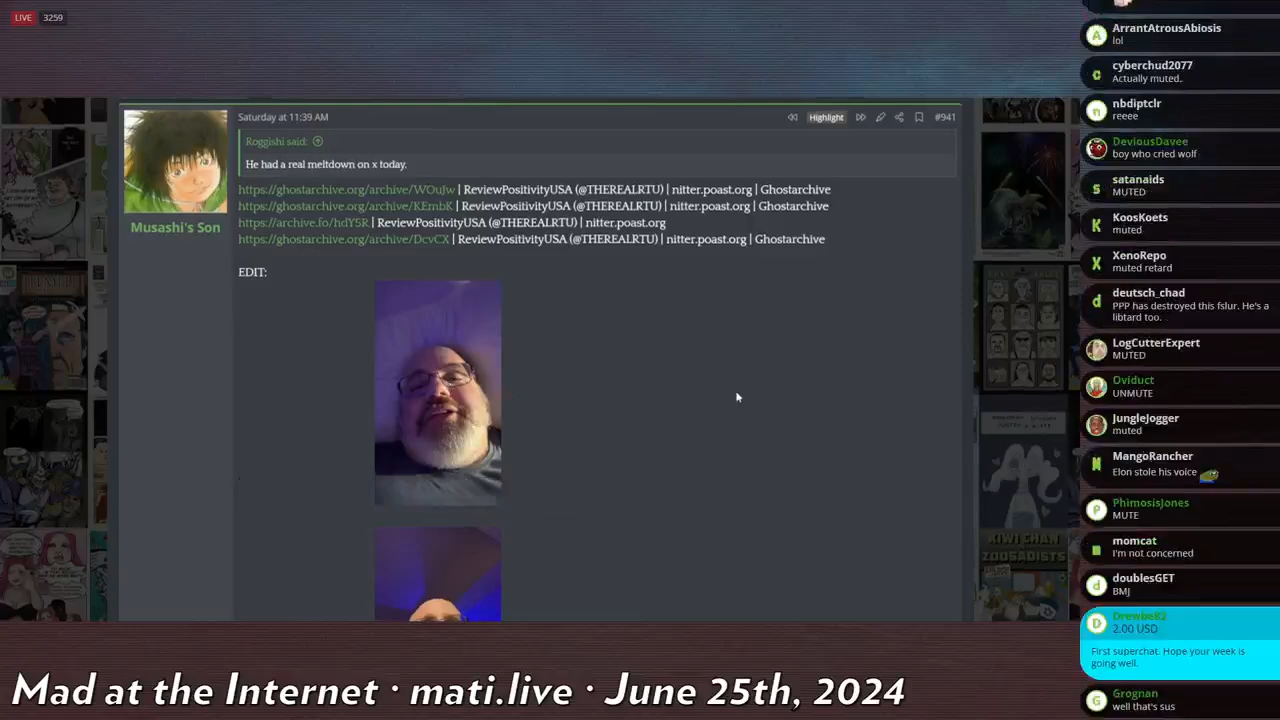 LIVE 3259
Saturday at 11:39 AM
Highlight
#941
Musashi's Son
Roggishi said:
He had a real meltdown on x today.
https://ghostarchive.org/archive/WOuJw | ReviewPositivityUSA (@THEREALRTU) | nitter.poast.org | Ghostarchive
https://ghostarchive.org/archive/KEmbK | ReviewPositivityUSA (@THEREALRTU) | nitter.poast.org | Ghostarchive
https://archive.fo/hdY5R | ReviewPositivityUSA (@THEREALRTU) | nitter.poast.org
https://ghostarchive.org/archive/DcvCX | ReviewPositivityUSA (@THEREALRTU) | nitter.poast.org | Ghostarchive
EDIT:
KIWI CHAN
ZOOSADISTS
ArrantAtrousAbiosis
lol
cyberchud2077
Actually muted.
nbdiptclr
reeee
DeviousDavee
boy who cried wolf
satanaids
MUTED
KoosKoets
muted
XenoRepo
muted retard
deutsch_chad
PPP has destroyed this fslur. He's a
libtard too.
LogCutterExpert
MUTED
Oviduct
UNMUTE
JungleJogger
muted
MangoRancher
Elon stole his voice
PhimosisJones
MUTE
momcat
I'm not concerned
doublesGET
BMJ
Drewbe82
2.00 USD
First superchat. Hope your week is
going well.
Grognan
well that's sus
Mad at the Internet · mati.live · June 25th, 2024